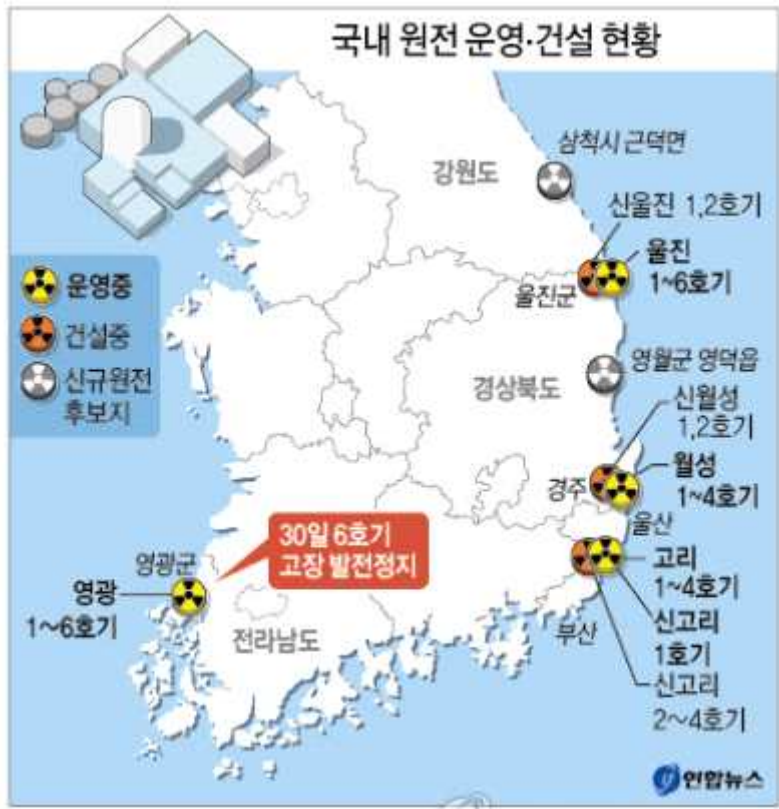 국내 원전 운영·건설 현황
삼척시 근덕면
강원도
신울진 1,2호기
울진
1~6호기
울진군
운영중
건설중
신규원전
후보지
영월군 영덕읍
경상북도
신월성
1,2호기
월성
1~4호기
경주
울산
30일 6호기
고장 발전정지
영광군
영광
1~6호기
고리
1~4호기
신고리
1호기
신고리
2~4호기
부산
전라남도
연합뉴스